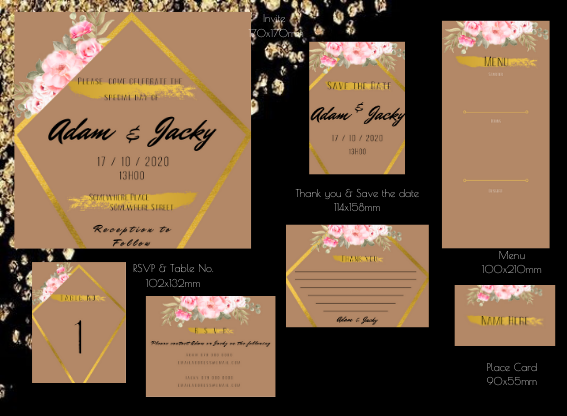 Invite
70x170mm
PLEASE COME CELEBRATE THE
SPECIAL DAY OF
Adam & Jacky
17 / 10 / 2020
13H00
SOMEWHERE PLACE
SOMEWHERE STREET
Reception to
Follow
SAVE THE DATE
Adam & Jacky
17 / 10 / 2020
13H00
Thank you & Save the date
114x158mm
MENU
Menu
100x210mm
RSVP & Table No.
102x132mm
TABLE NO
1
RSVP
Please contact Adam or Jacky on the following
THANK YOU
Adam & Jacky
NAME HERE
Place Card
90x55mm